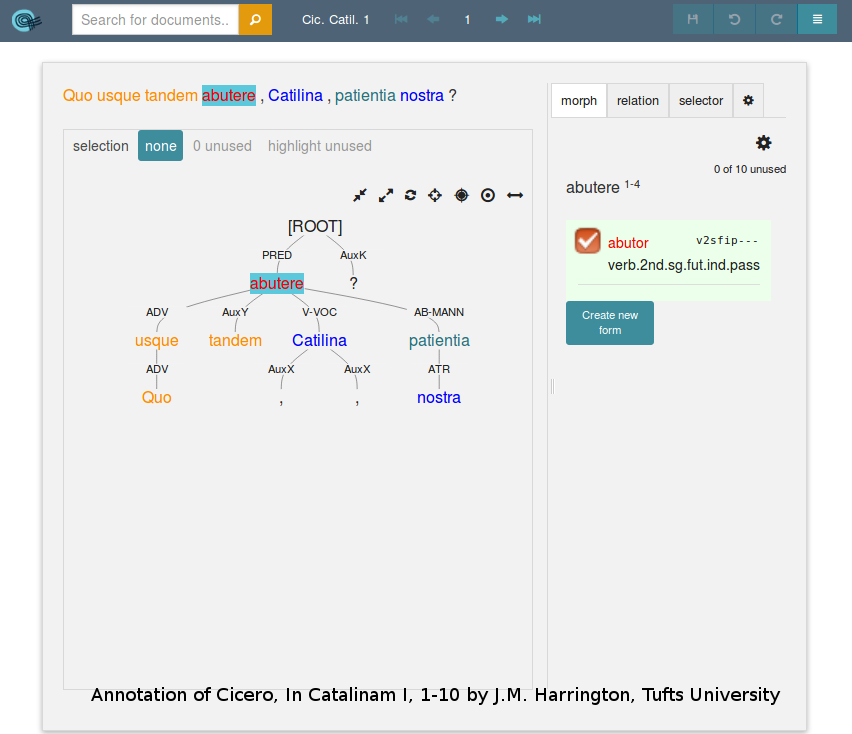 Search for documents..
Cic. Catil. 1
1
Quo usque tandem abutere , Catilina , patientia nostra ?
morph
relation
selector
selection
none
0 unused
highlight unused
0 of 10 unused
abutere 1-4
[ROOT]
PRED AuxK
abutere ?
ADV AuxY V-VOC AB-MANN
usque tandem Catilina patientia
ADV AuxX AuxX ATR
Quo , , nostra
abutor v2sfip---
verb.2nd.sg.fut.ind.pass
Create new
form
Annotation of Cicero, In Catalinam I, 1-10 by J.M. Harrington, Tufts University